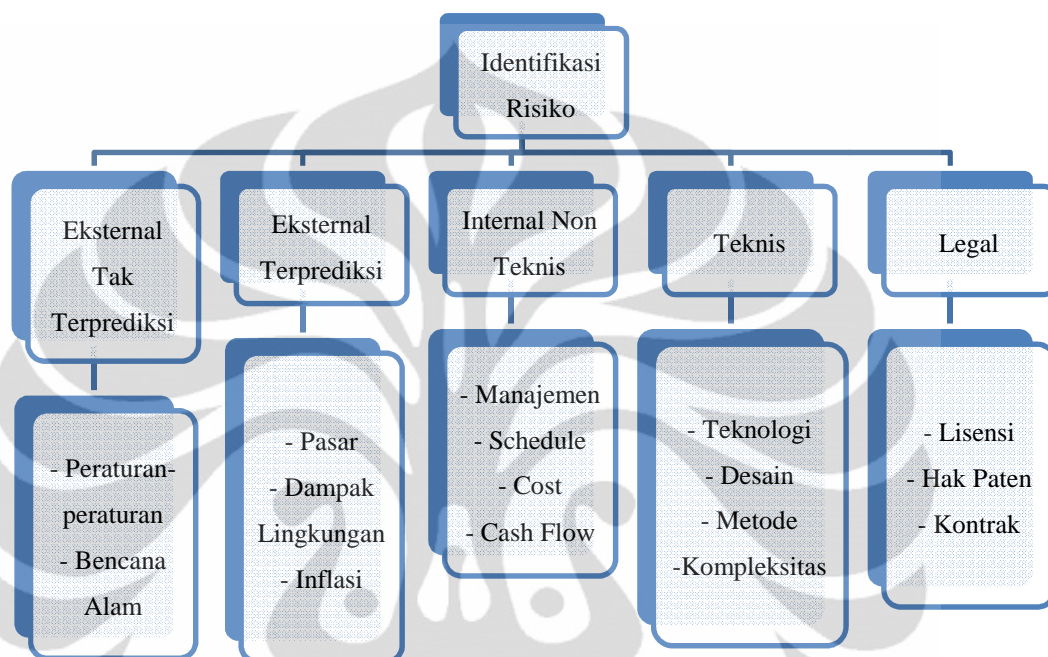 Identifikasi
Risiko
Eksternal
Tak
Terprediksi
Eksternal
Terprediksi
Internal Non
Teknis
Teknis
Legal
- Peraturan-
peraturan
- Bencana
Alam
- Pasar
- Dampak
Lingkungan
- Inflasi
- Manajemen
- Schedule
- Cost
- Cash Flow
- Teknologi
- Desain
- Metode
-Kompleksitas
- Lisensi
- Hak Paten
- Kontrak